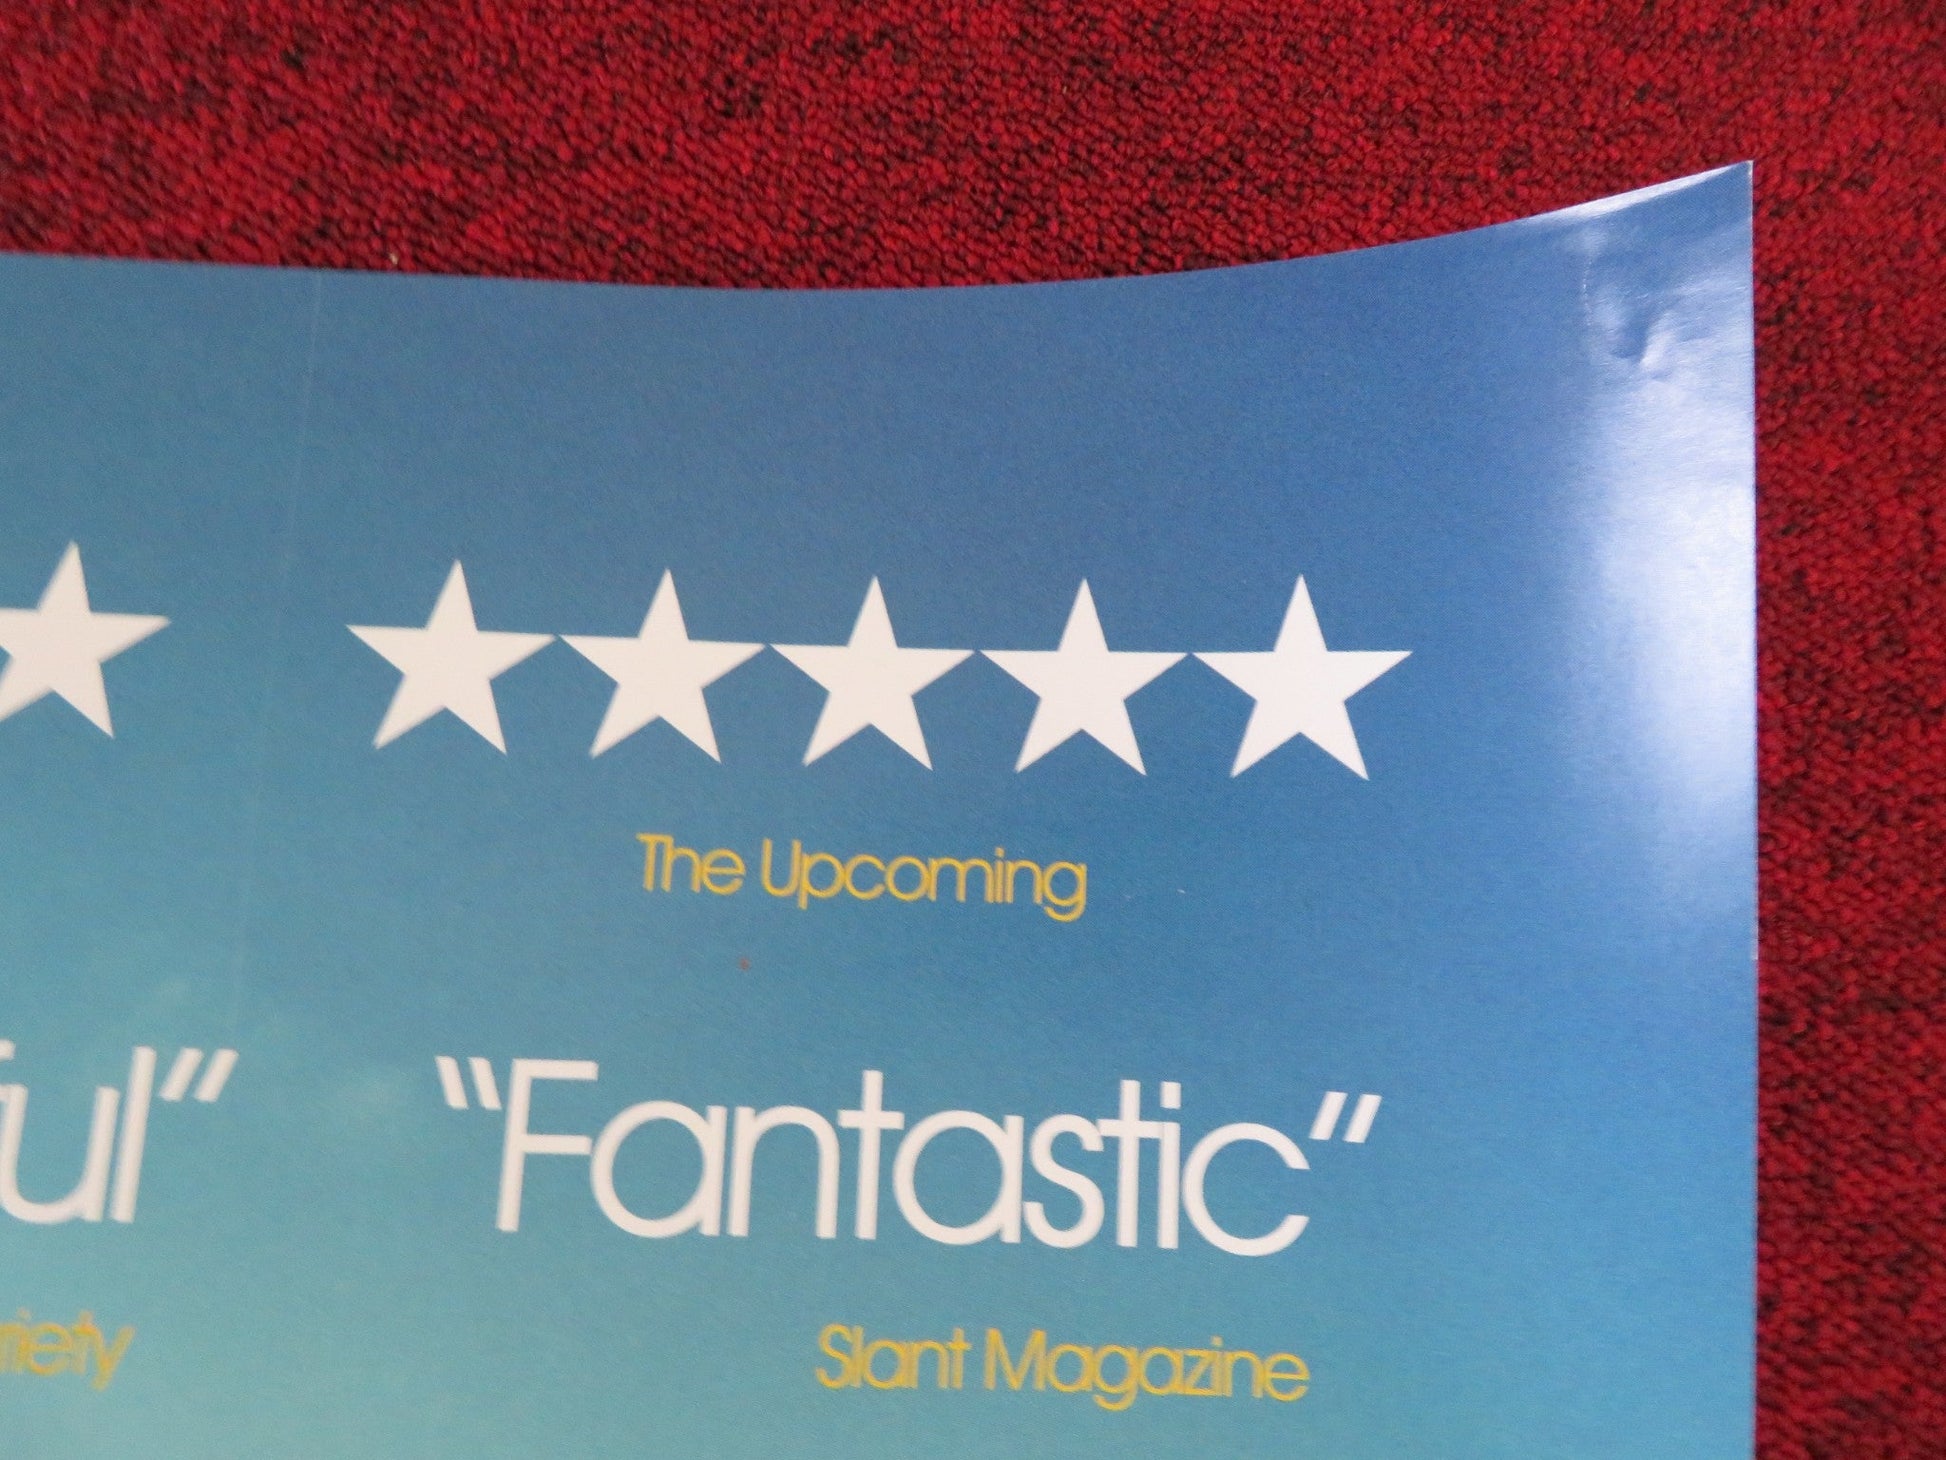 The Upcoming
"Fantastic"
Slant Magazine